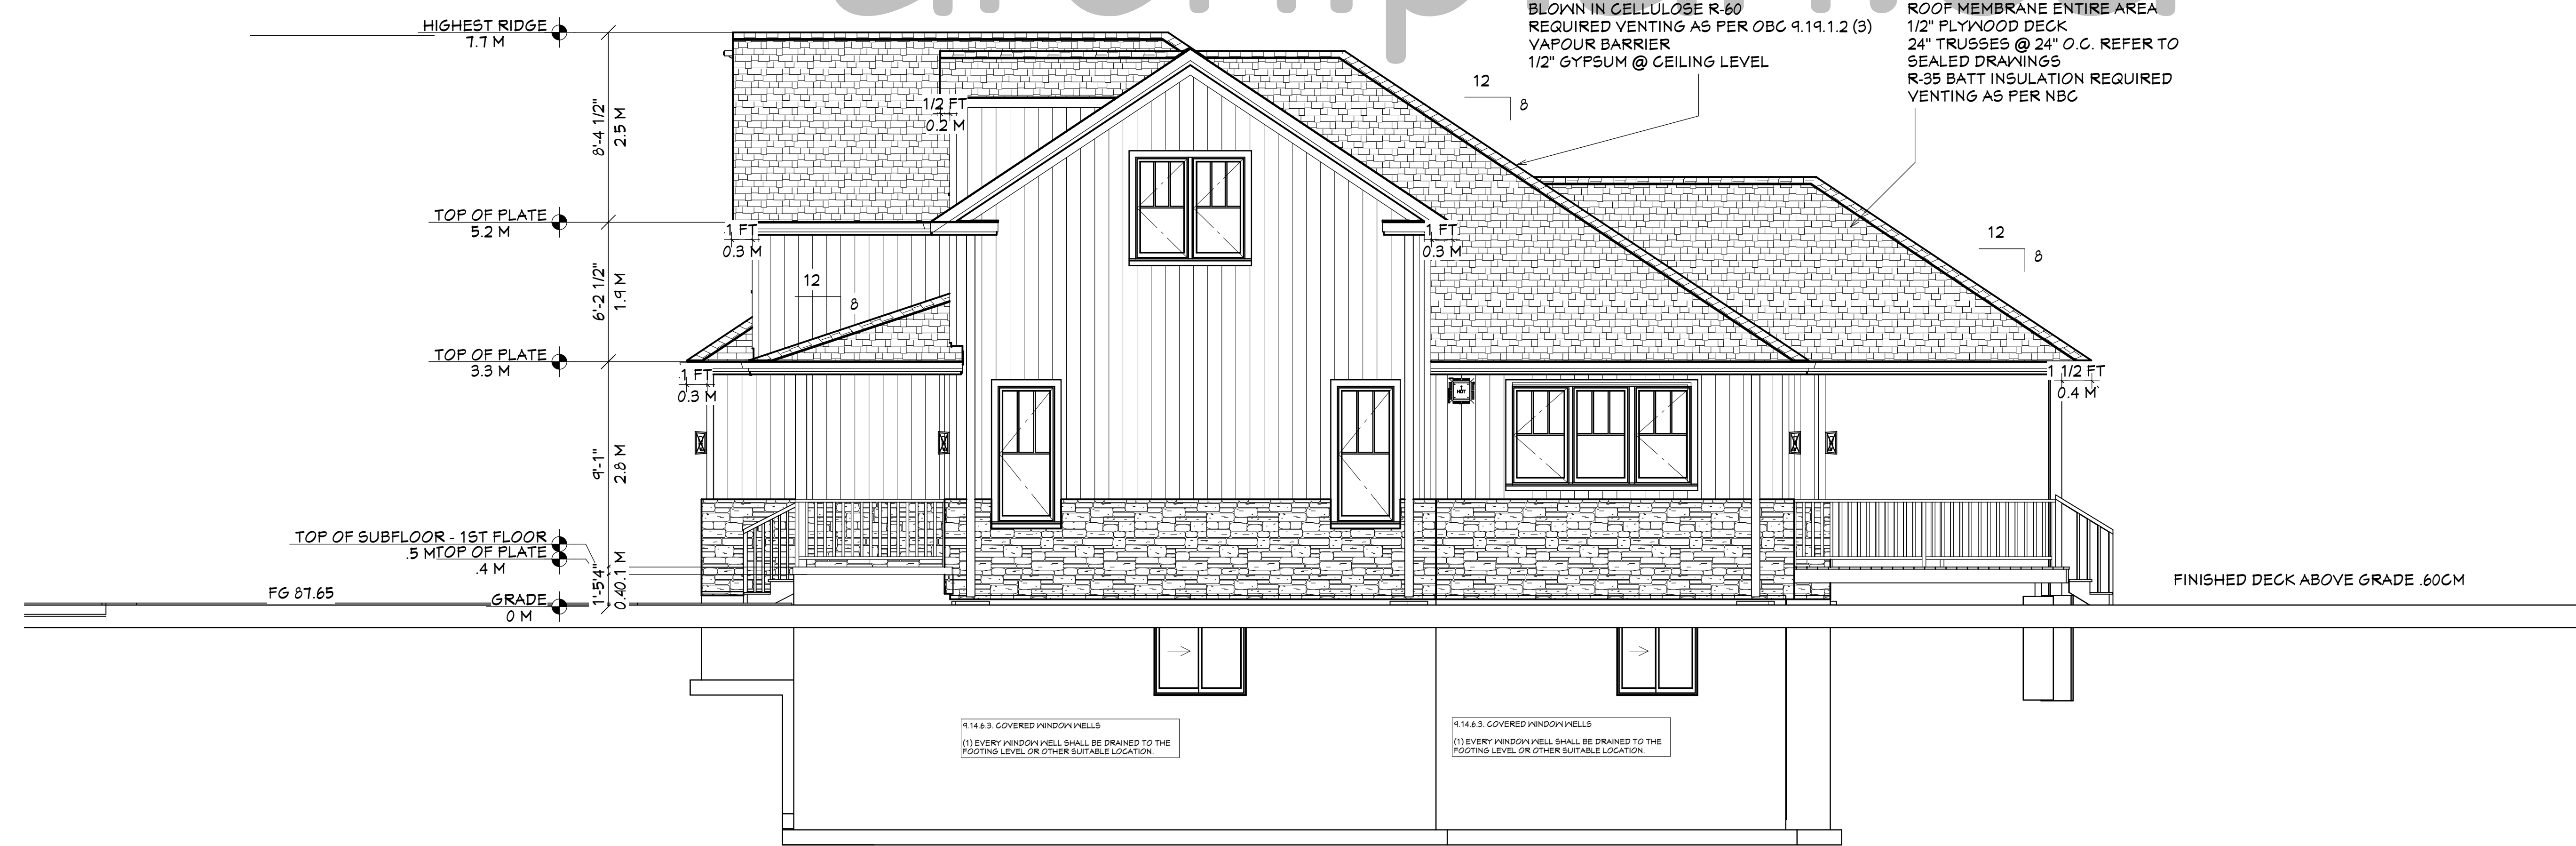 BLOWN IN CELLULOSE R-60
REQUIRED VENTING AS PER OBC 9.19.1.2 (3)
VAPOUR BARRIER
1/2" GYPSUM @ CEILING LEVEL
ROOF MEMBRANE ENTIRE AREA
1/2" PLYWOOD DECK
24" TRUSSES @ 24" O.C. REFER TO
SEALED DRAWINGS
R-35 BATT INSULATION REQUIRED
VENTING AS PER NBC
HIGHEST RIDGE
7.7 M
8'-4 1/2"
2.5 M
1/2 FT
0.2 M
12
8
TOP OF PLATE
5.2 M
1 FT
0.3 M
1 FT
0.3 M
12
8
6'-2 1/2"
1.9 M
12
8
TOP OF PLATE
3.3 M
1 FT
0.3 M
HOT
1 1/2 FT
0.4 M
9'-1"
2.8 M
TOP OF SUBFLOOR - 1ST FLOOR
.5 MTOP OF PLATE
.4 M
1'-5'4"
0.40.1 M
FG 87.65
GRADE
0 M
FINISHED DECK ABOVE GRADE .60CM
9.14.6.3. COVERED WINDOW WELLS
(1) EVERY WINDOW WELL SHALL BE DRAINED TO THE
FOOTING LEVEL OR OTHER SUITABLE LOCATION.
9.14.6.3. COVERED WINDOW WELLS
(1) EVERY WINDOW WELL SHALL BE DRAINED TO THE
FOOTING LEVEL OR OTHER SUITABLE LOCATION.